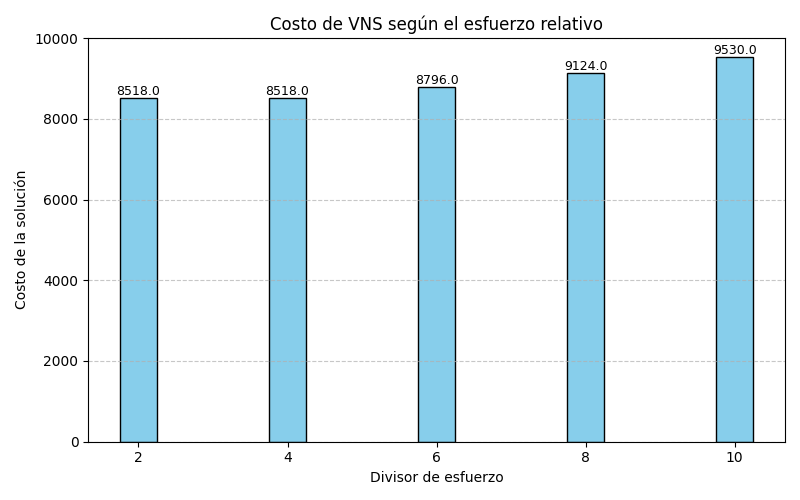 Costo de VNS según el esfuerzo relativo
10000
8000
6000
4000
2000
0
Costo de la solución
8518.0
8518.0
8796.0
9124.0
9530.0
2 4 6 8 10
Divisor de esfuerzo